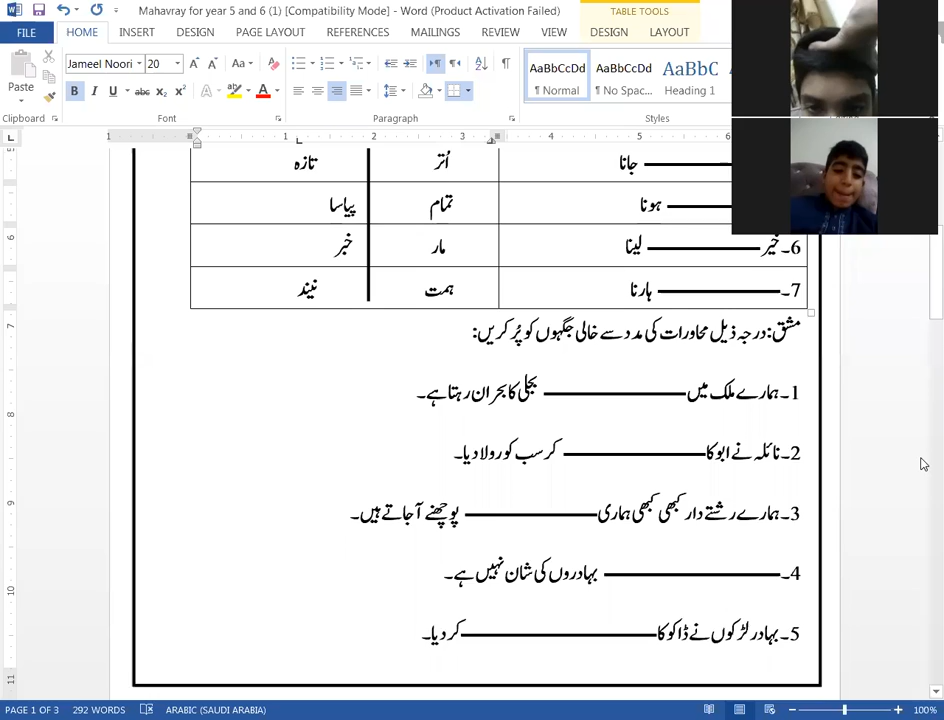 Mahavray for year 5 and 6 (1) [Compatibility Mode] - Word (Product Activation Failed)
TABLE TOOLS
FILE HOME INSERT DESIGN PAGE LAYOUT REFERENCES MAILINGS REVIEW VIEW DESIGN LAYOUT
Jameel Noori 20 A A Aa
AaBbCcDd AaBbCcDd AaBbC
Paste
B I U abc x₂ x² A A
¶ Normal ¶ No Spac... Heading 1
Clipboard Font Paragraph Styles
جانا اُتر تازہ
ہونا تمام پیاسا
6۔خیر لینا مار خبر
7۔ ہارنا ہمت نیند
مشق:درجہ ذیل محاورات کی مدد سے خالی جگہوں کو پُر کریں:
1۔ہمارے ملک میں بجلی کا بحران رہتا ہے۔
2۔نائلہ نے ابو کا کر سب کو رولا دیا۔
3۔ہمارے رشتے دار کبھی کبھی ہماری پوچھنے آجاتے ہیں۔
4۔ بہادروں کی شان نہیں ہے۔
5۔بہادر لڑکوں نے ڈاکو کا کر دیا۔
PAGE 1 OF 3 292 WORDS ARABIC (SAUDI ARABIA) 100%